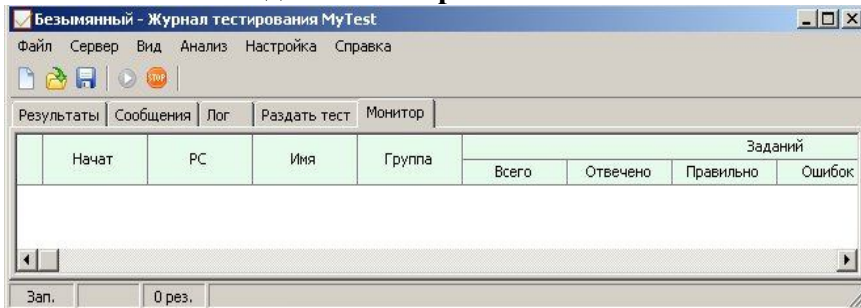 Безымянный - Журнал тестирования MyTest
Файл Сервер Вид Анализ Настройка Справка
STOP
Результаты Сообщения Лог Раздать тест Монитор
Начат PC Имя Группа Заданий
Всего Отвечено Правильно Ошибок
Зап. 0 рез.